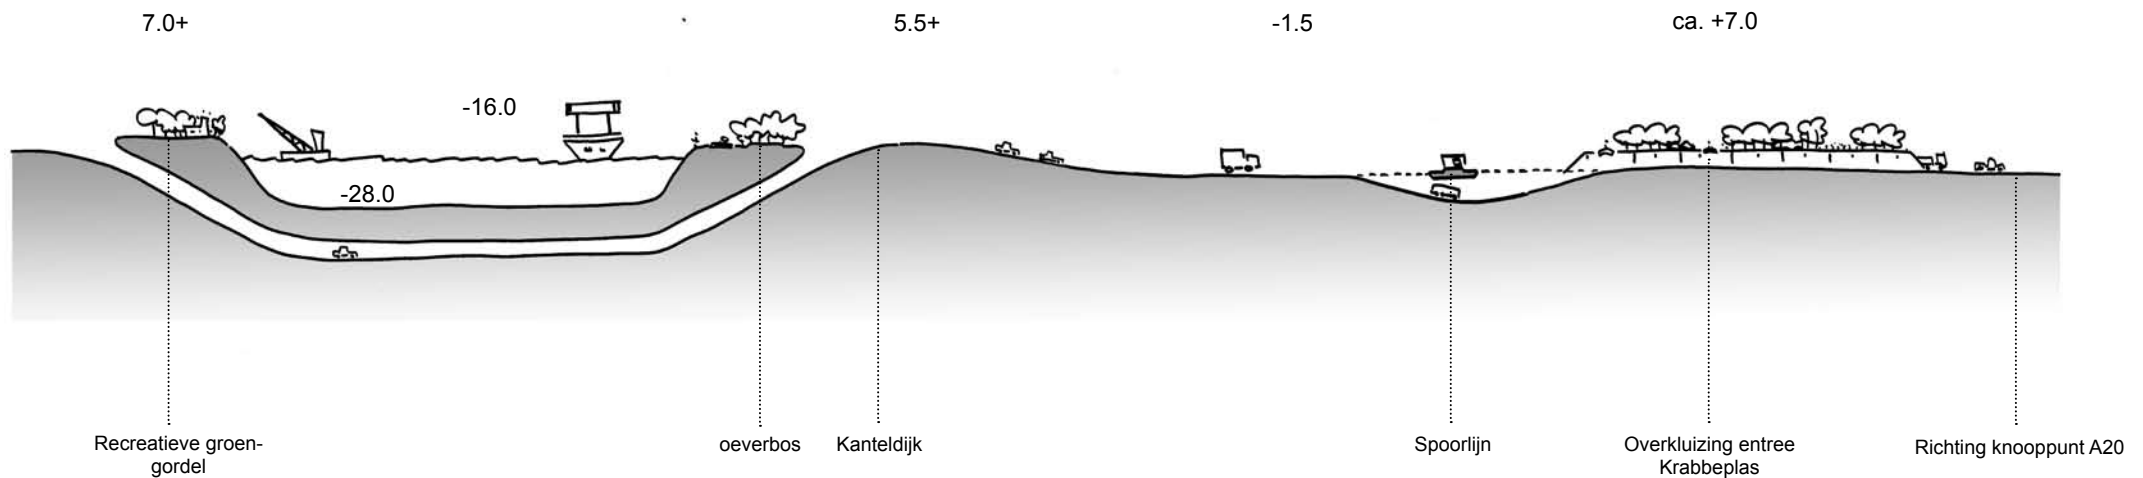 7.0+
5.5+
-1.5
ca. +7.0
-16.0
-28.0
Recreatieve groen-
gordel
oeverbos
Kanteldijk
Spoorlijn
Overkluizing entree
Krabbeplas
Richting knooppunt A20